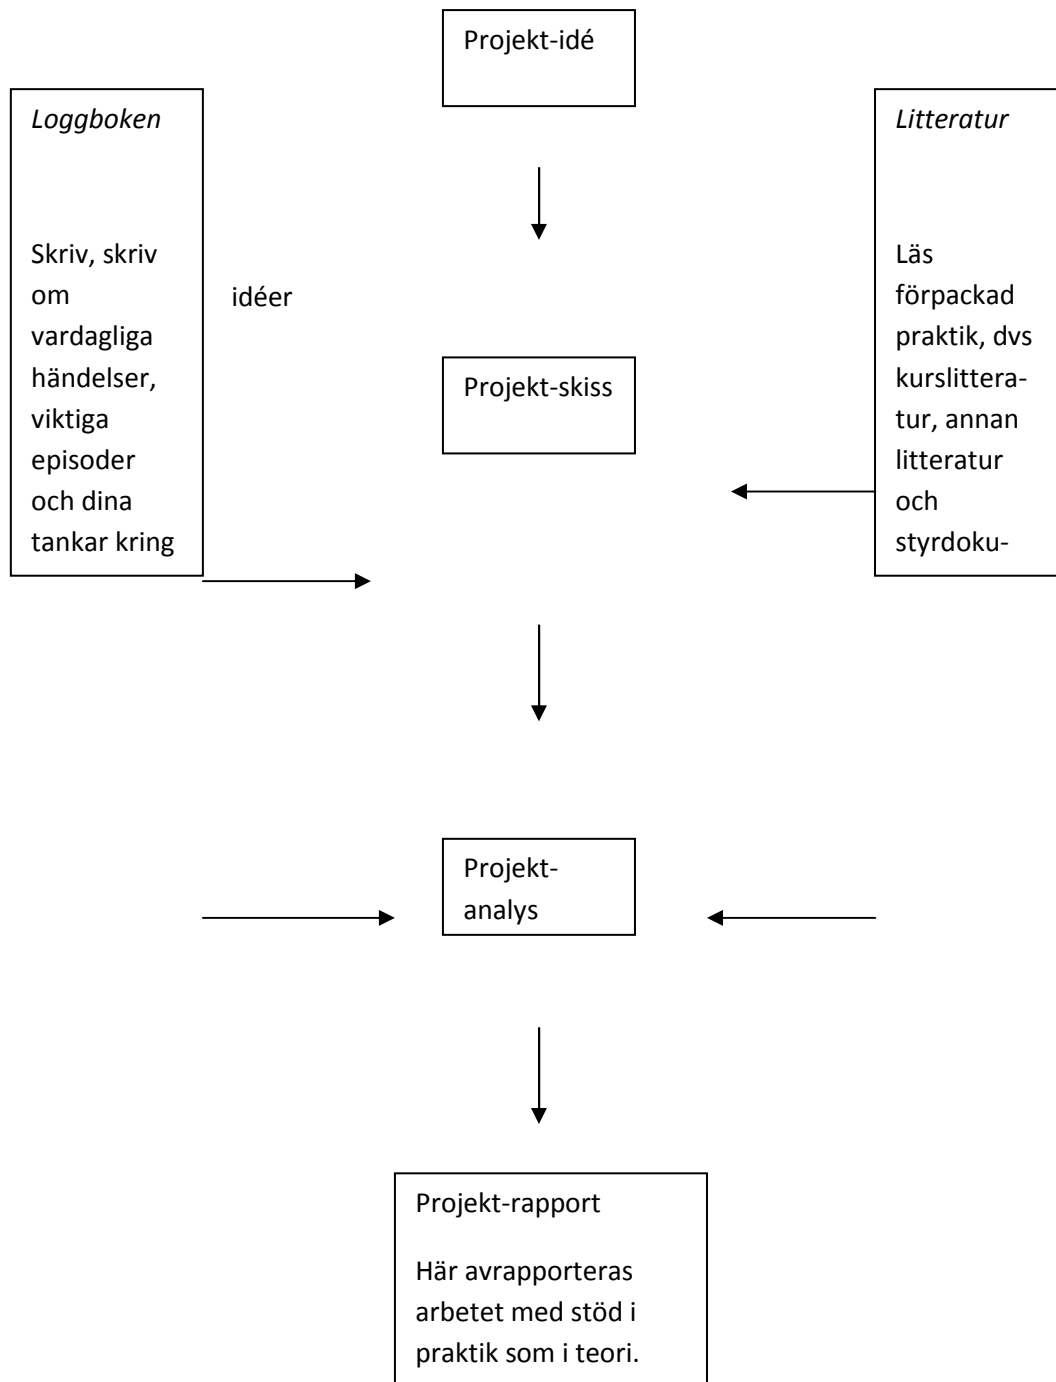 Projekt-idé
Loggboken
Skriv, skriv
om
vardagliga
händelser,
viktiga
episoder
och dina
tankar kring
idéer
Litteratur
Läs
förpackad
praktik, dvs
kurslittera-
tur, annan
litteratur
och
styrdoku-
Projekt-skiss
Projekt-
analys
Projekt-rapport
Här avrapporteras
arbetet med stöd i
praktik som i teori.